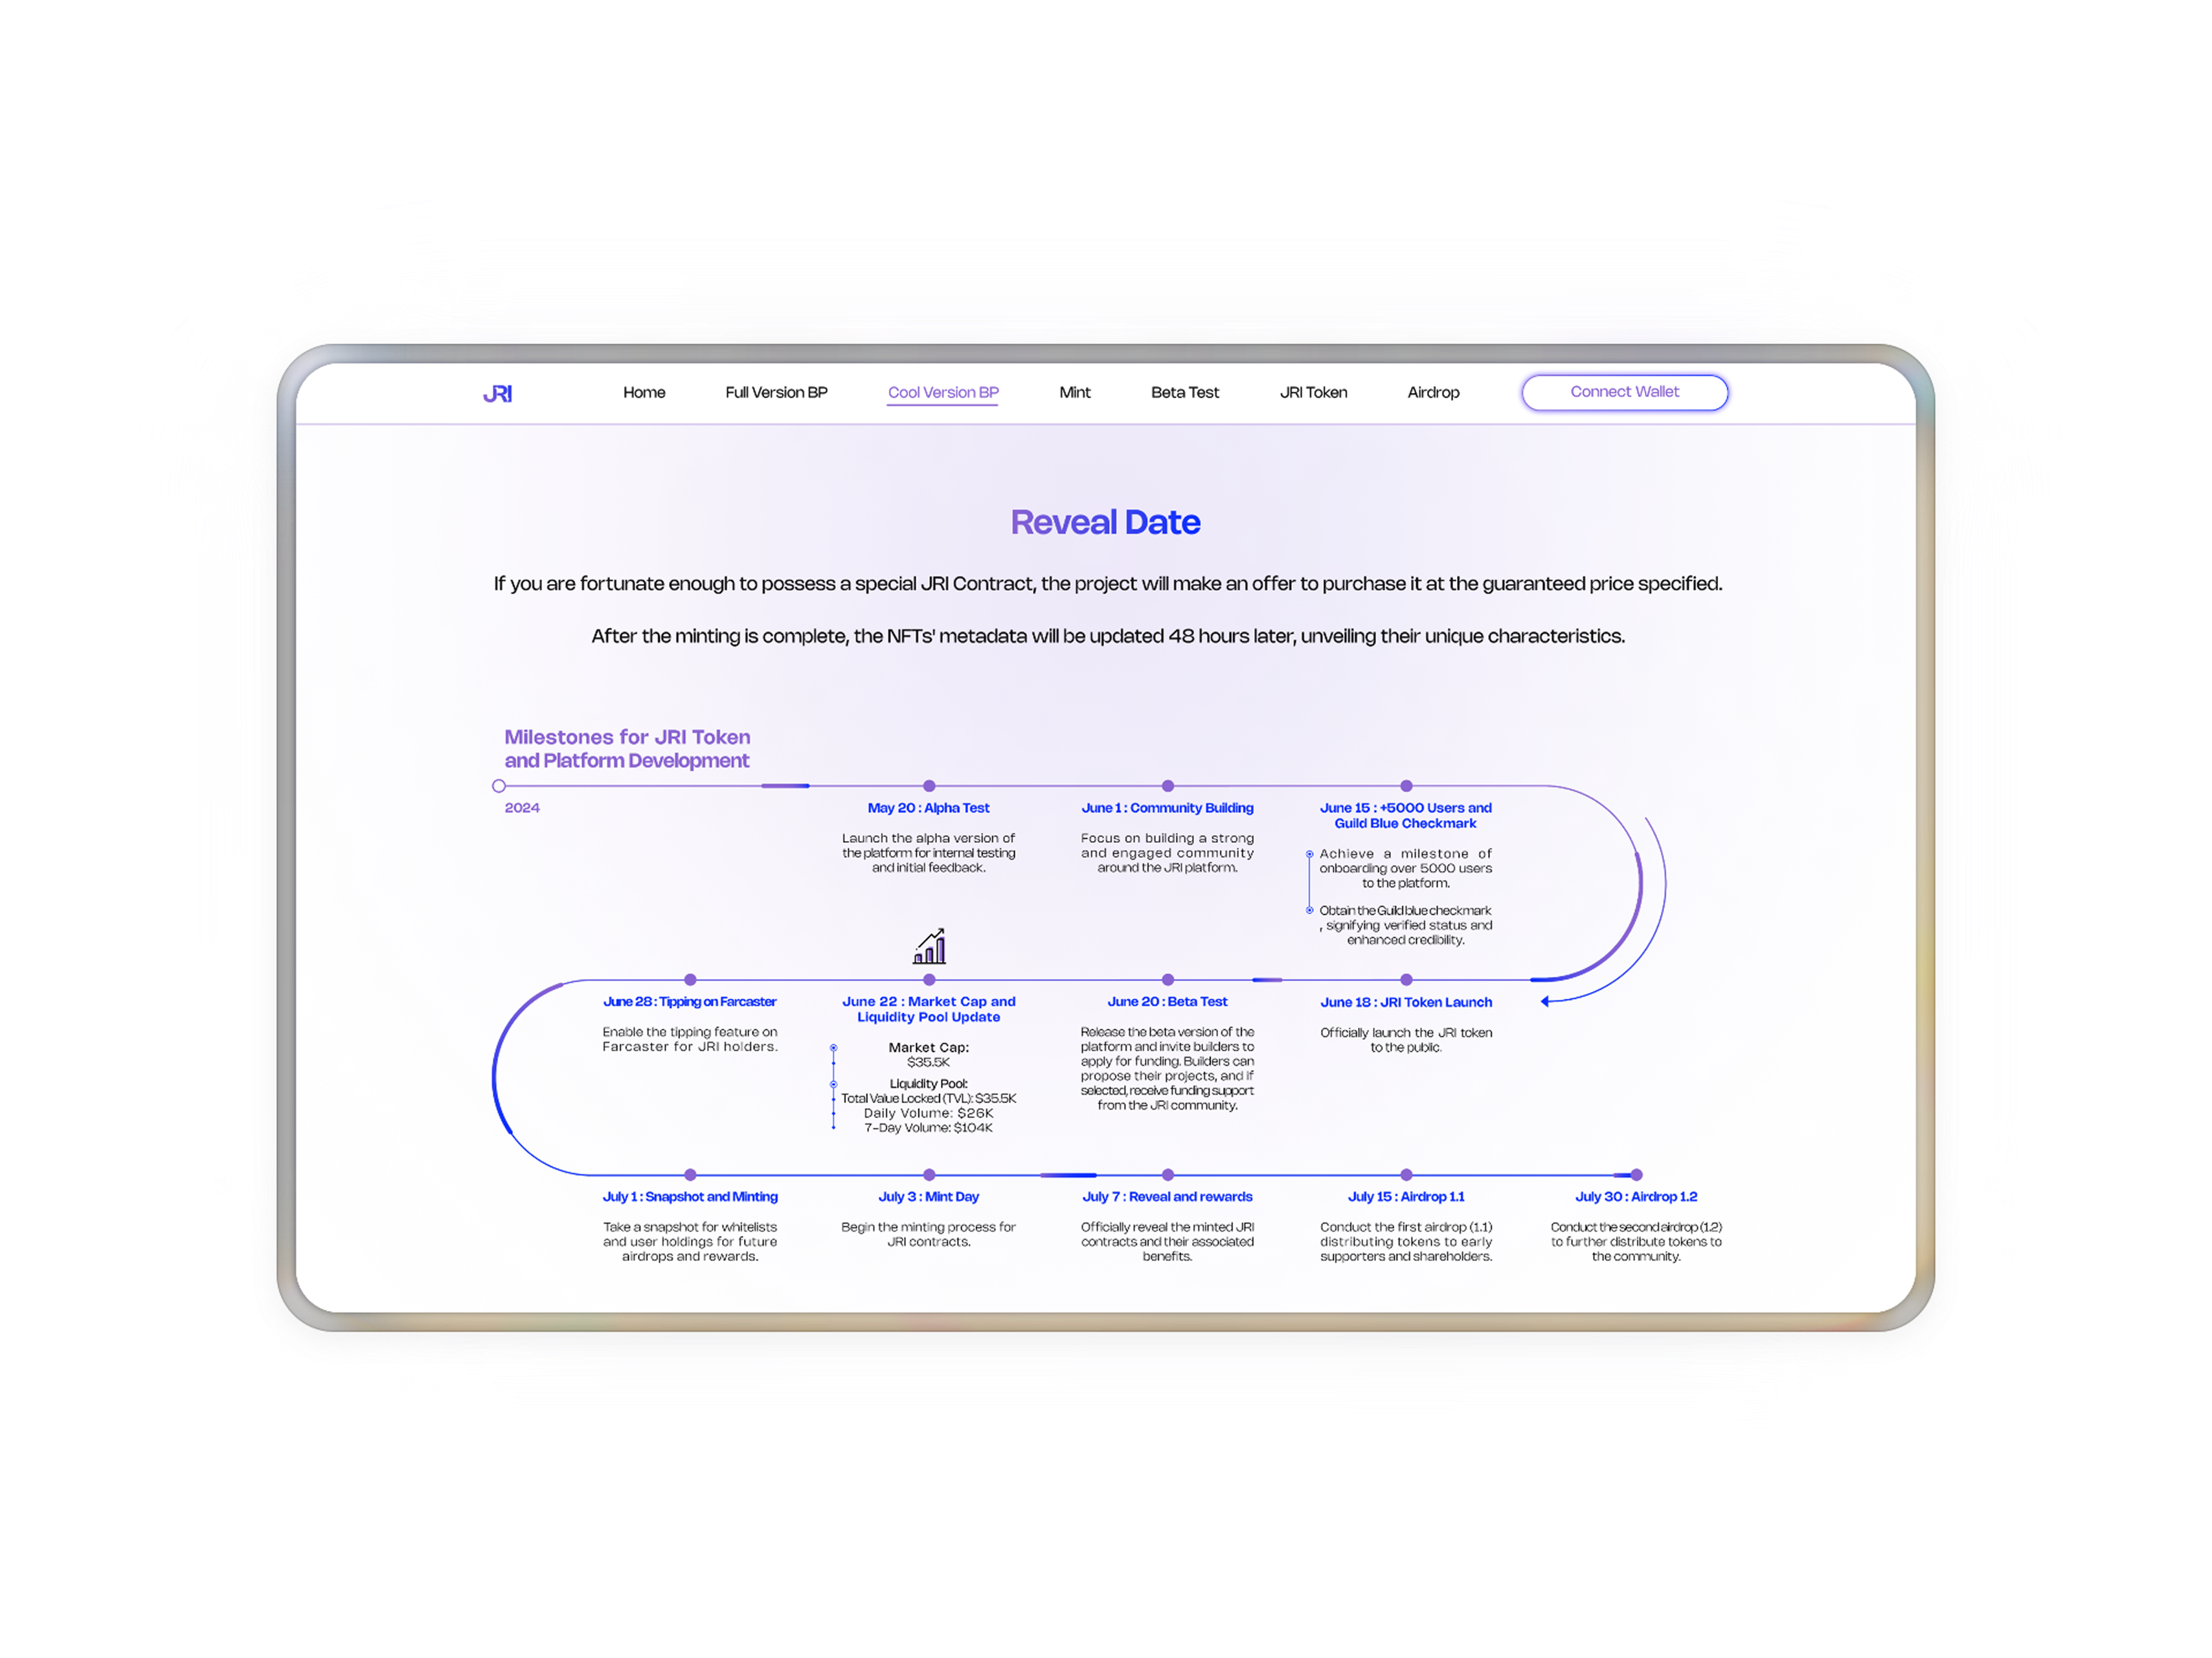 JRI
Home
Full Version BP
Cool Version BP
Mint
Beta Test
JRI Token
Airdrop
Connect Wallet
Reveal Date
If you are fortunate enough to possess a special JRI Contract, the project will make an offer to purchase it at the guaranteed price specified.
After the minting is complete, the NFTs' metadata will be updated 48 hours later, unveiling their unique characteristics.
Milestones for JRI Token
and Platform Development
2024
May 20 : Alpha Test
Launch the alpha version of
the platform for internal testing
and initial feedback.
June 1 : Community Building
Focus on building a strong
and engaged community
around the JRI platform.
June 15 : +5000 Users and
Guild Blue Checkmark
Achieve a milestone of
onboarding over 5000 users
to the platform.
Obtain the Guild blue checkmark
, signifying verified status and
enhanced credibility.
June 18 : JRI Token Launch
Officially launch the JRI token
to the public.
June 20 : Beta Test
Release the beta version of the
platform and invite builders to
apply for funding. Builders can
propose their projects, and if
selected, receive funding support
from the JRI community.
June 22 : Market Cap and
Liquidity Pool Update
Market Cap:
$35.5K
Liquidity Pool:
Total Value Locked (TVL): $35.5K
Daily Volume: $26K
7-Day Volume: $104K
June 28 : Tipping on Farcaster
Enable the tipping feature on
Farcaster for JRI holders.
July 1 : Snapshot and Minting
Take a snapshot for whitelists
and user holdings for future
airdrops and rewards.
July 3 : Mint Day
Begin the minting process for
JRI contracts.
July 7 : Reveal and rewards
Officially reveal the minted JRI
contracts and their associated
benefits.
July 15 : Airdrop 1.1
Conduct the first airdrop (1.1)
distributing tokens to early
supporters and shareholders.
July 30 : Airdrop 1.2
Conduct the second airdrop (1.2)
to further distribute tokens to
the community.